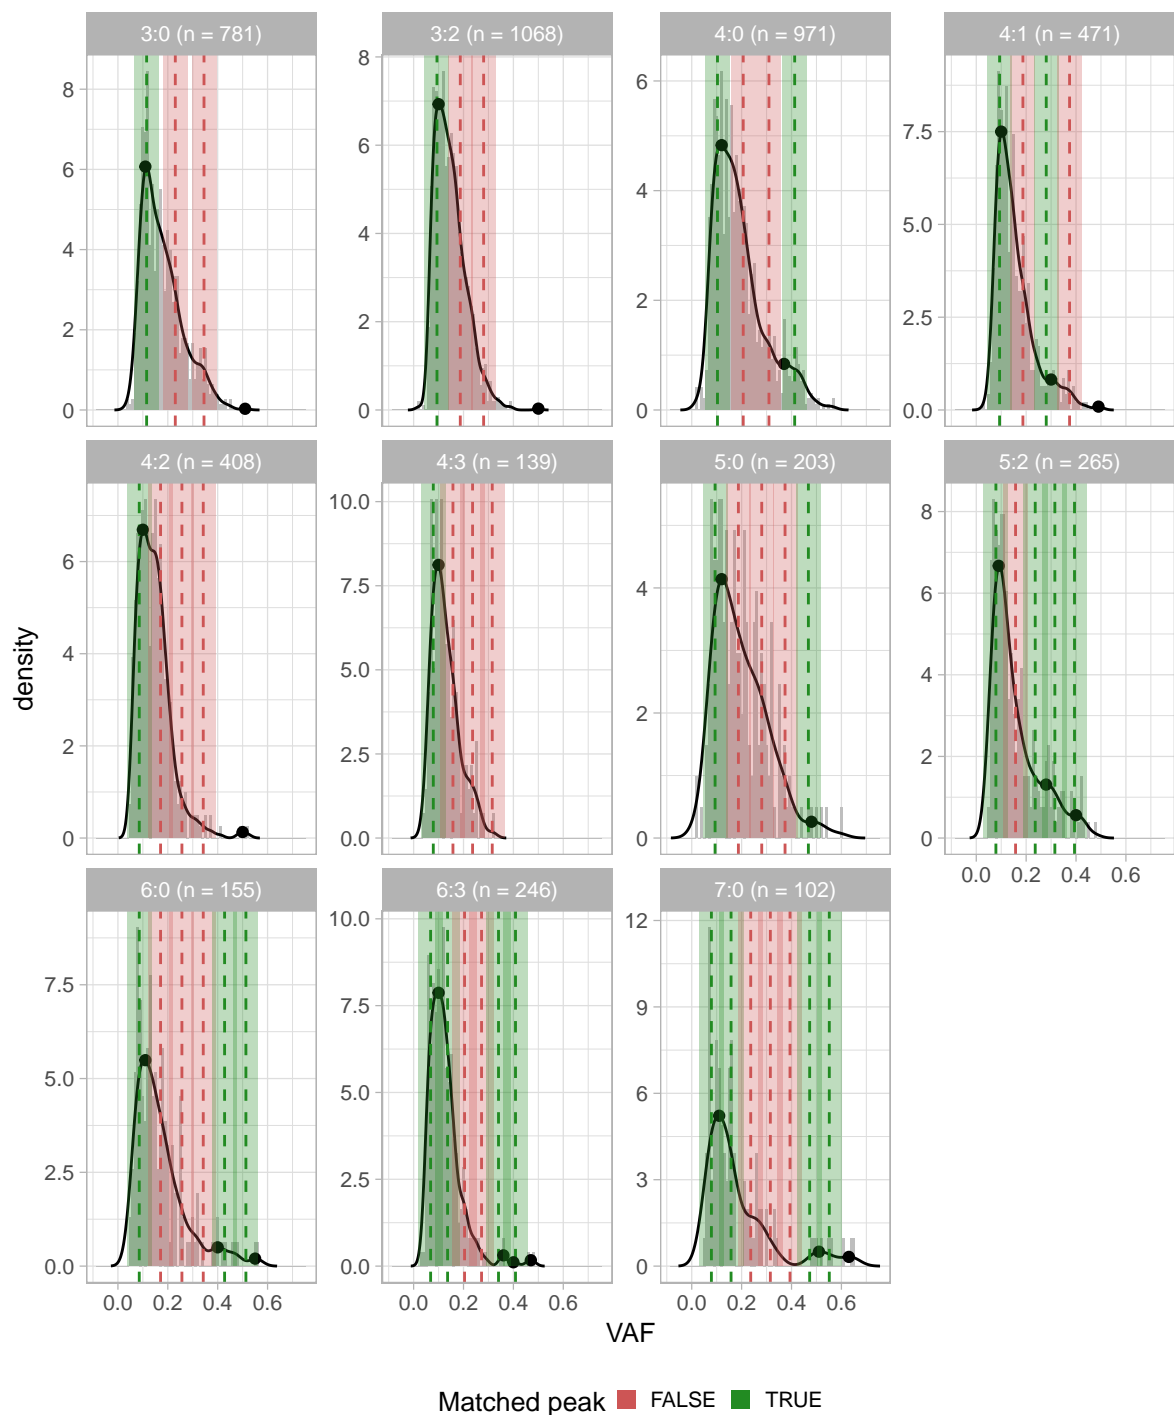 3:0 (n = 781) 3:2 (n = 1068) 4:0 (n = 971) 4:1 (n = 471)
8 6 4 2 0
8 6 4 2 0
6 4 2 0
7.5 5.0 2.5 0.0
4:2 (n = 408) 4:3 (n = 139) 5:0 (n = 203) 5:2 (n = 265)
6 4 2 0
10.0 7.5 5.0 2.5 0.0
4 2 0
8 6 4 2 0
0.0 0.2 0.4 0.6
density
6:0 (n = 155) 6:3 (n = 246) 7:0 (n = 102)
7.5 5.0 2.5 0.0
10.0 7.5 5.0 2.5 0.0
12 9 6 3 0
0.0 0.2 0.4 0.6 0.0 0.2 0.4 0.6 0.0 0.2 0.4 0.6
VAF
Matched peak FALSE TRUE